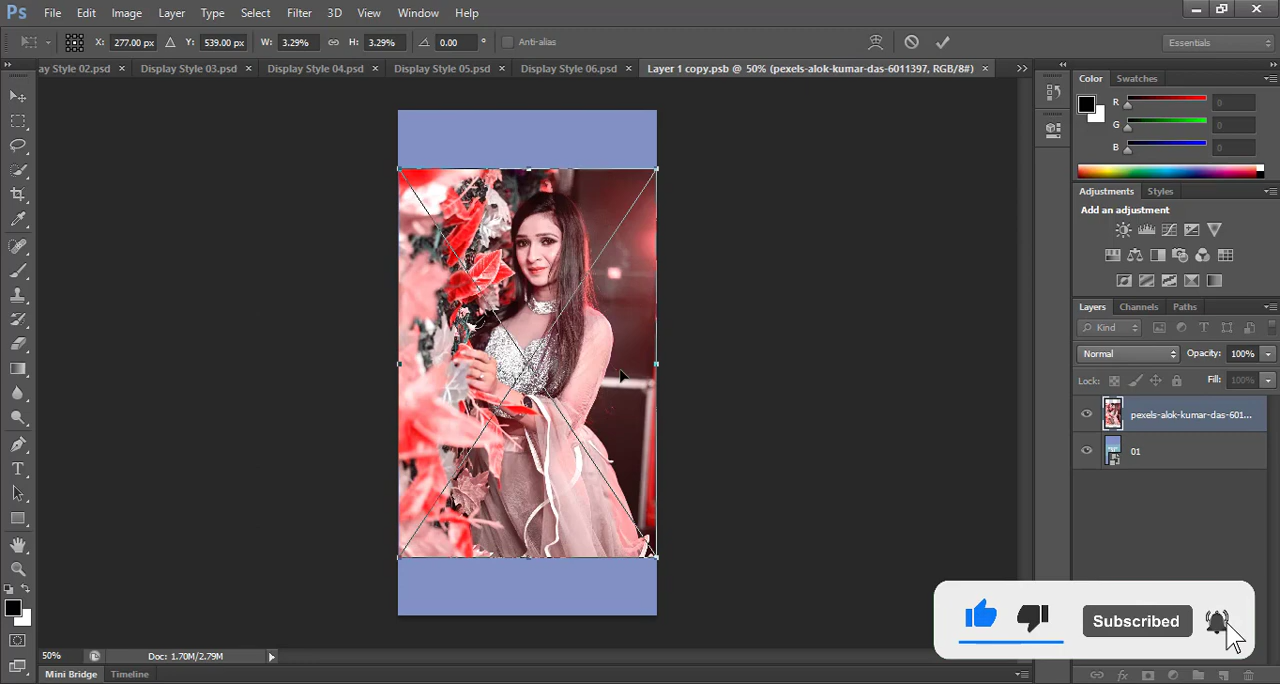 Ps File Edit Image Layer Type Select Filter 3D View Window Help
X: 277.00 px Y: 539.00 px W: 3.29% H: 3.29% 0.00 ° Anti-alias Essentials
ay Style 02.psd × Display Style 03.psd × Display Style 04.psd × Display Style 05.psd × Display Style 06.psd × Layer 1 copy.psb @ 50% (pexels-alok-kumar-das-6011397, RGB/8#) ×
Color Swatches
R 0
G 0
B 0
Adjustments Styles
Add an adjustment
Layers Channels Paths
Kind
Normal Opacity: 100%
Lock: Fill: 100%
pexels-alok-kumar-das-601...
01
Subscribed
50% Doc: 1.70M/2.79M
Mini Bridge Timeline